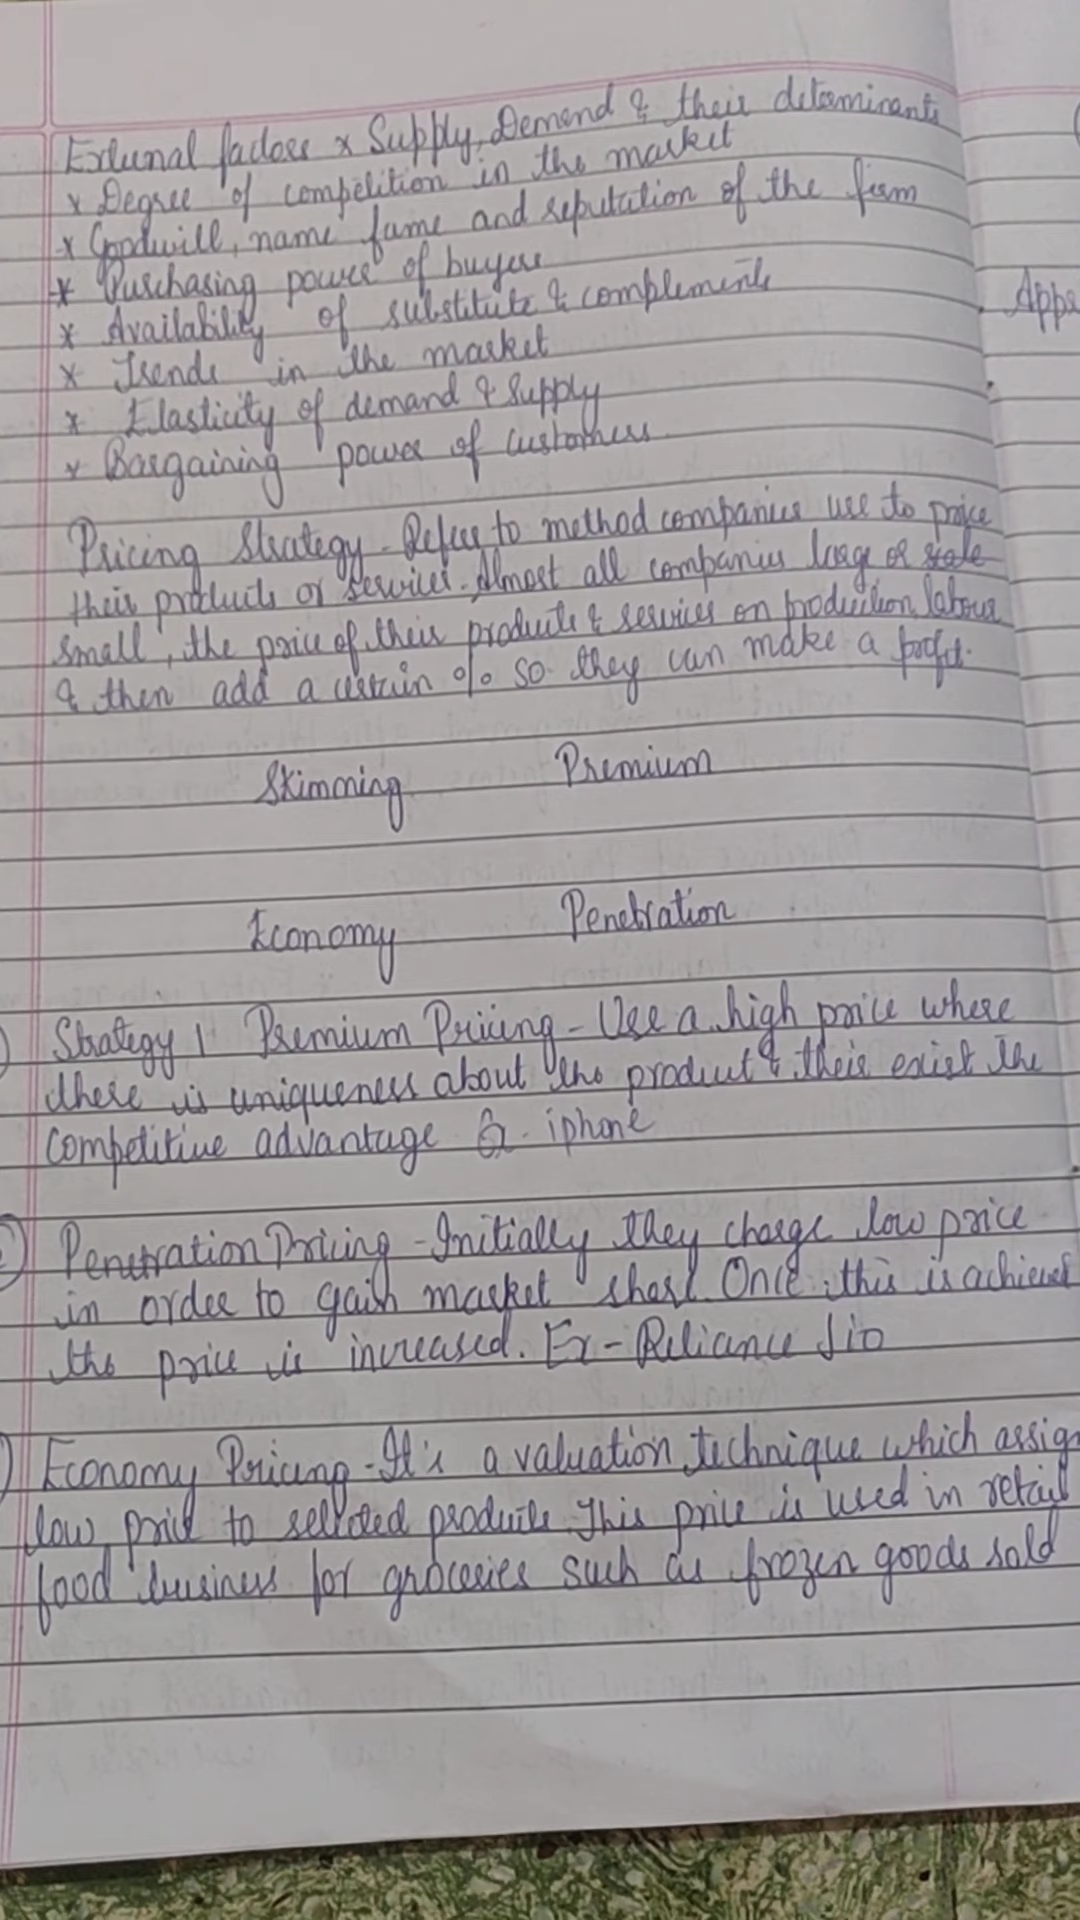 External factors x Supply, Demand & their determinants
x Degree of competition in the market
x Goodwill, name fame and reputation of the firm
x Purchasing power of buyers
x Availability of substitute & complements
x Trends in the market
x Elasticity of demand & supply
x Bargaining power of customers
Pricing Strategy - Refers to method companies use to price
their products or services. Almost all companies large or
small, the price of their products & services on production, labour
& then add a certain % so they can make a profit.
Skimming Premium
Economy Penetration
Strategy 1 Premium Pricing - Use a high price where
there is uniqueness about the product & their exist the
competitive advantage Ex. iphone
Penetration Pricing - Initially they charge low price
in order to gain market share. Once this is achieved
the price is increased. Ex - Reliance Jio
Economy Pricing - It is a valuation technique which assign
low price to selected products. This price is used in retail
food business for groceries such as frozen goods sold
Appa